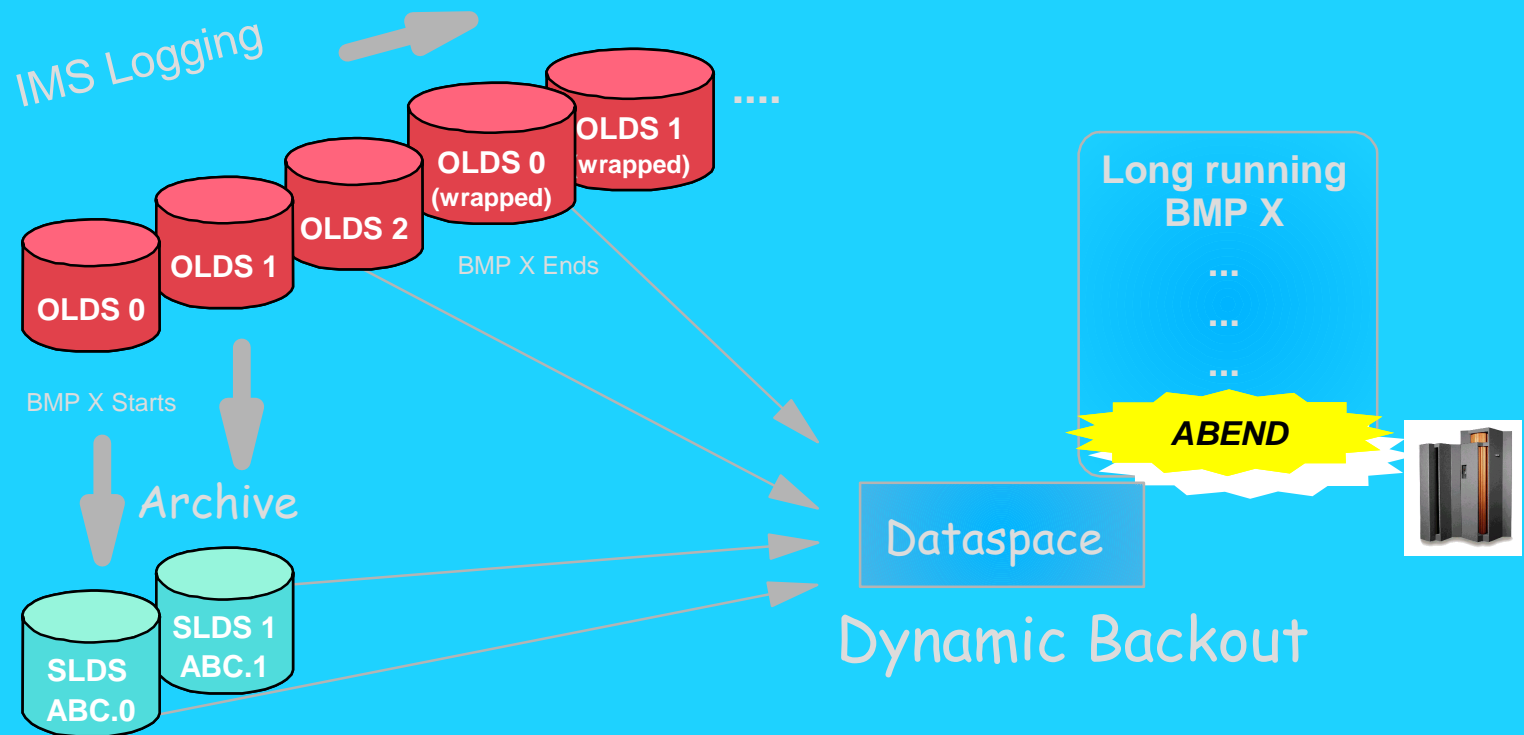 IMS Logging
....
OLDS 1
(wrapped)
OLDS 0
(wrapped)
OLDS 2
OLDS 1
OLDS 0
BMP X Ends
BMP X Starts
Archive
SLDS 1
ABC.1
SLDS
ABC.0
Long running
BMP X
...
...
...
ABEND
Dataspace
Dynamic Backout